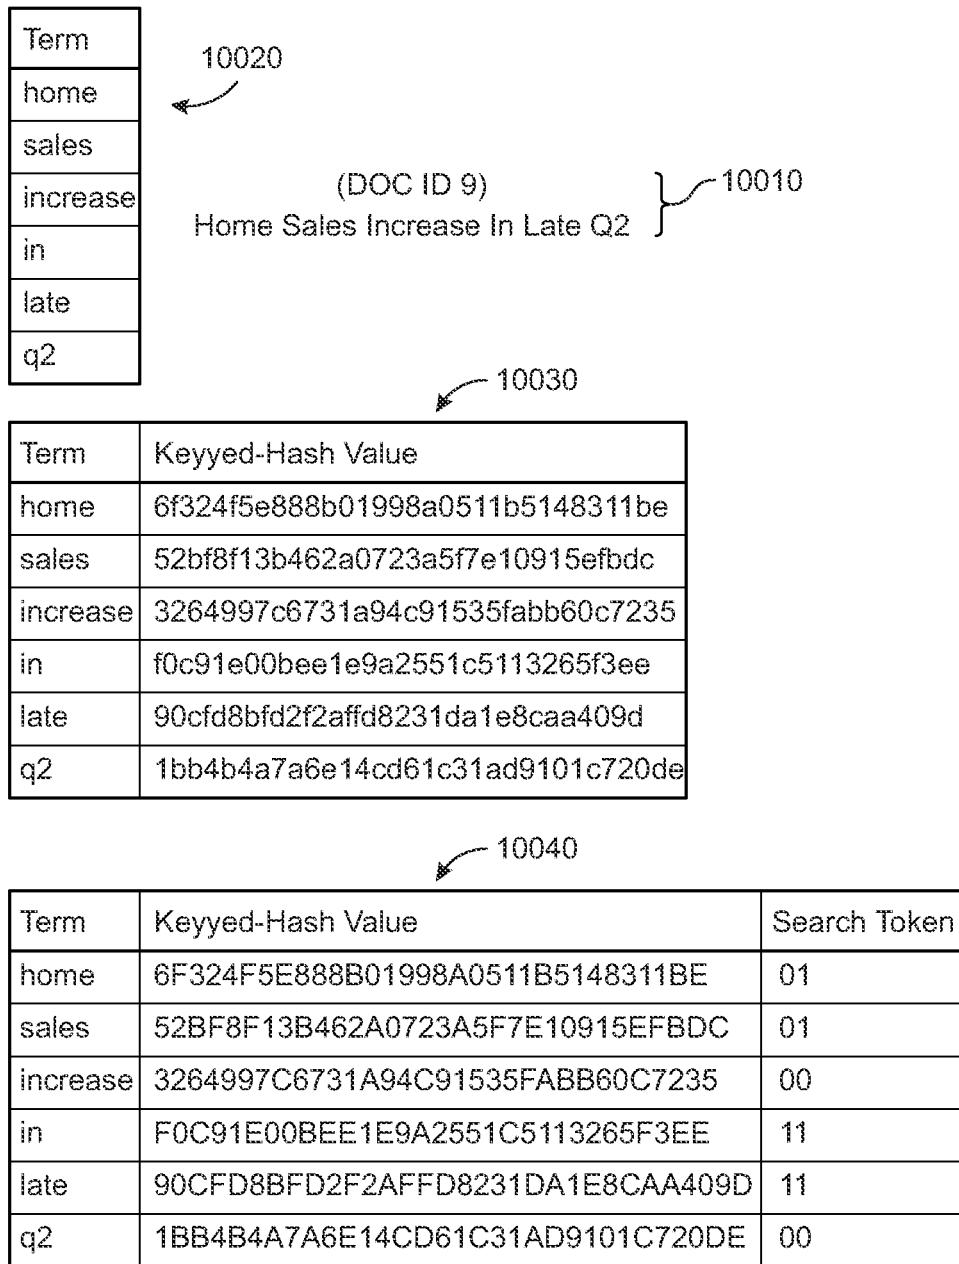 Term
home
sales
increase
in
late
q2
10020
(DOC ID 9)
Home Sales Increase In Late Q2
10010
10030
Term Keyyed-Hash Value
home 6f324f5e888b01998a0511b5148311be
sales 52bf8f13b462a0723a5f7e10915efbdc
increase 3264997c6731a94c91535fabb60c7235
in f0c91e00bee1e9a2551c5113265f3ee
late 90cfd8bfd2f2affd8231da1e8caa409d
q2 1bb4b4a7a6e14cd61c31ad9101c720de
10040
Term Keyyed-Hash Value Search Token
home 6F324F5E888B01998A0511B5148311BE 01
sales 52BF8F13B462A0723A5F7E10915EFBDC 01
increase 3264997C6731A94C91535FABB60C7235 00
in F0C91E00BEE1E9A2551C5113265F3EE 11
late 90CFD8BFD2F2AFFD8231DA1E8CAA409D 11
q2 1BB4B4A7A6E14CD61C31AD9101C720DE 00